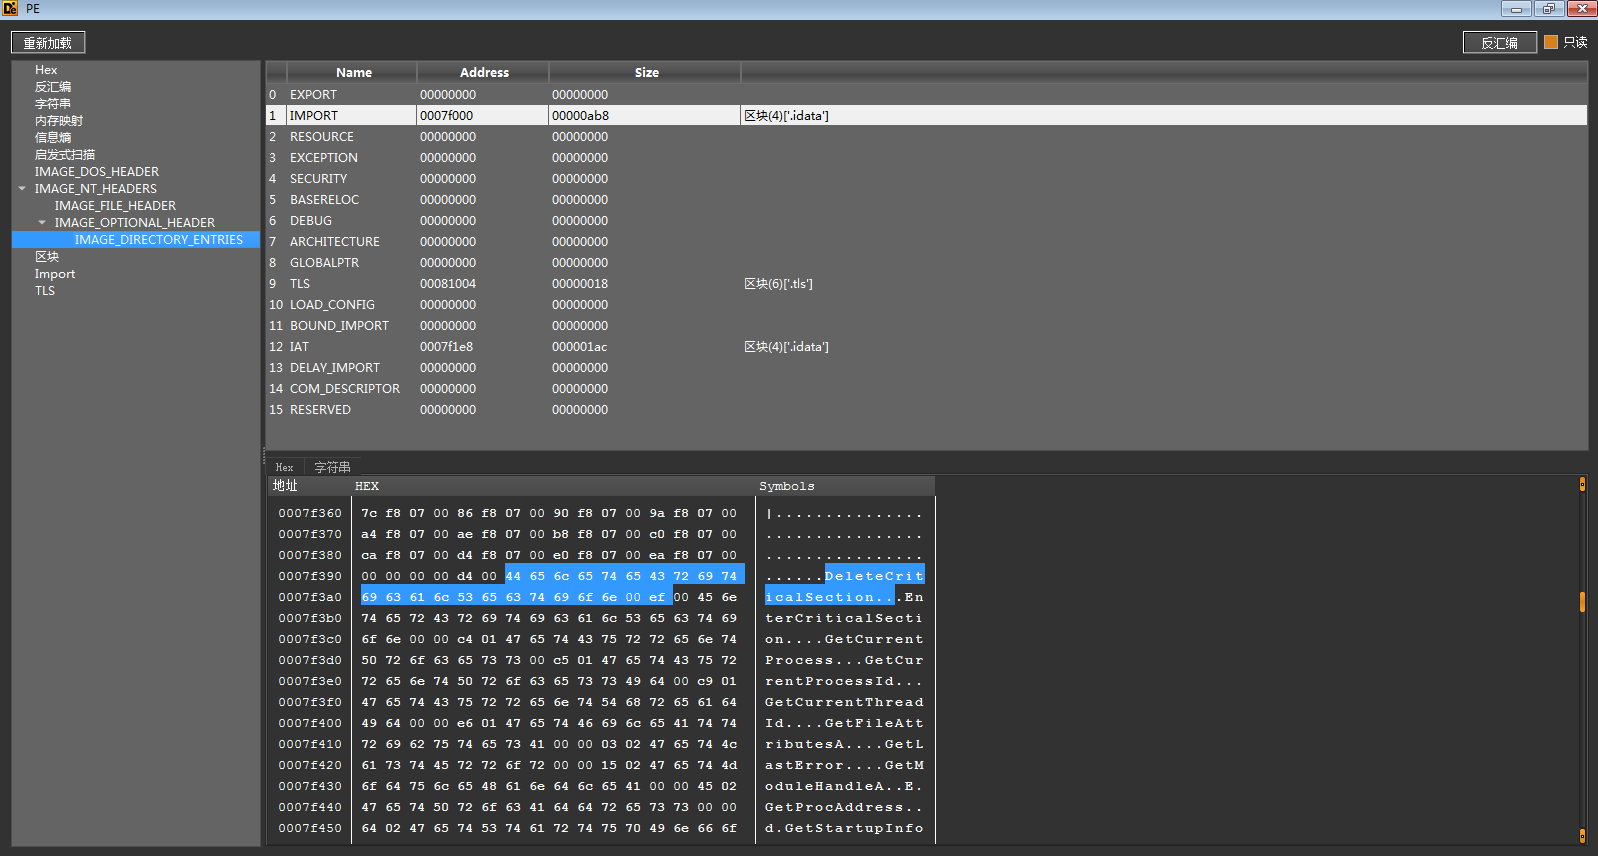 PE
重新加载
反汇编 只读
Hex
反汇编
字符串
内存映射
信息熵
启发式扫描
IMAGE_DOS_HEADER
IMAGE_NT_HEADERS
IMAGE_FILE_HEADER
IMAGE_OPTIONAL_HEADER
IMAGE_DIRECTORY_ENTRIES
区块
Import
TLS
Name Address Size
0 EXPORT 00000000 00000000
1 IMPORT 0007f000 00000ab8 区块(4)['.idata']
2 RESOURCE 00000000 00000000
3 EXCEPTION 00000000 00000000
4 SECURITY 00000000 00000000
5 BASERELOC 00000000 00000000
6 DEBUG 00000000 00000000
7 ARCHITECTURE 00000000 00000000
8 GLOBALPTR 00000000 00000000
9 TLS 00081004 00000018 区块(6)['.tls']
10 LOAD_CONFIG 00000000 00000000
11 BOUND_IMPORT 00000000 00000000
12 IAT 0007f1e8 000001ac 区块(4)['.idata']
13 DELAY_IMPORT 00000000 00000000
14 COM_DESCRIPTOR 00000000 00000000
15 RESERVED 00000000 00000000
Hex 字符串
地址 HEX Symbols
0007f360 7c f8 07 00 86 f8 07 00 90 f8 07 00 9a f8 07 00 |...............
0007f370 a4 f8 07 00 ae f8 07 00 b8 f8 07 00 c0 f8 07 00 ................
0007f380 ca f8 07 00 d4 f8 07 00 e0 f8 07 00 ea f8 07 00 ................
0007f390 00 00 00 00 d4 00 44 65 6c 65 74 65 43 72 69 74 ......DeleteCrit
0007f3a0 69 63 61 6c 53 65 63 74 69 6f 6e 00 ef 00 45 6e icalSection...En
0007f3b0 74 65 72 43 72 69 74 69 63 61 6c 53 65 63 74 69 terCriticalSecti
0007f3c0 6f 6e 00 00 c4 01 47 65 74 43 75 72 72 65 6e 74 on....GetCurrent
0007f3d0 50 72 6f 63 65 73 73 00 c5 01 47 65 74 43 75 72 Process...GetCur
0007f3e0 72 65 6e 74 50 72 6f 63 65 73 73 49 64 00 c9 01 rentProcessId...
0007f3f0 47 65 74 43 75 72 72 65 6e 74 54 68 72 65 61 64 GetCurrentThread
0007f400 49 64 00 00 e6 01 47 65 74 46 69 6c 65 41 74 74 Id....GetFileAtt
0007f410 72 69 62 75 74 65 73 41 00 00 03 02 47 65 74 4c ributesA....GetL
0007f420 61 73 74 45 72 72 6f 72 00 00 15 02 47 65 74 4d astError....GetM
0007f430 6f 64 75 6c 65 48 61 6e 64 6c 65 41 00 00 45 02 oduleHandleA..E.
0007f440 47 65 74 50 72 6f 63 41 64 64 72 65 73 73 00 00 GetProcAddress..
0007f450 64 02 47 65 74 53 74 61 72 74 75 70 49 6e 66 6f d.GetStartupInfo